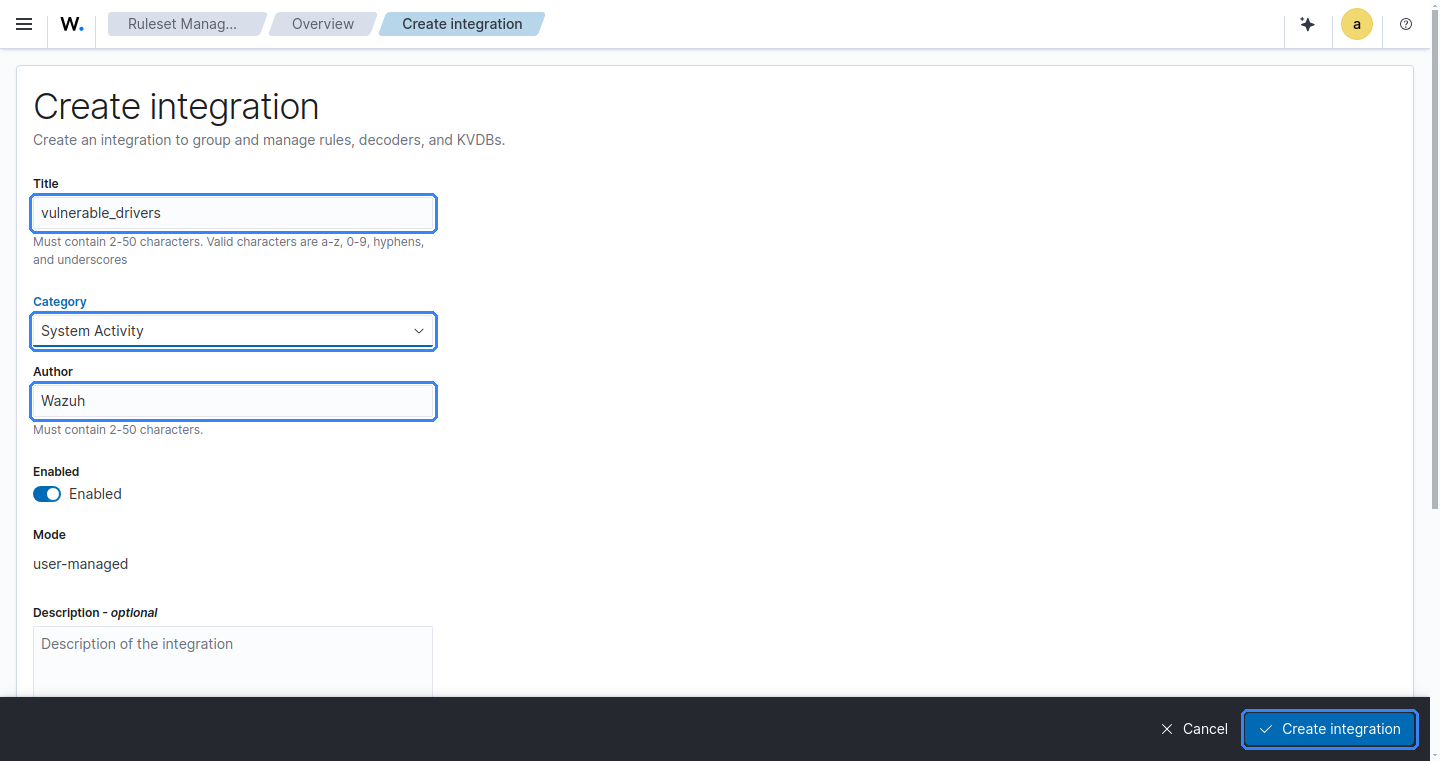 W.
Ruleset Manag...
Overview
Create integration
a
Create integration
Create an integration to group and manage rules, decoders, and KVDBs.
Title
vulnerable_drivers
Must contain 2-50 characters. Valid characters are a-z, 0-9, hyphens,
and underscores
Category
System Activity
Author
Wazuh
Must contain 2-50 characters.
Enabled
Enabled
Mode
user-managed
Description - optional
Description of the integration
Cancel
Create integration